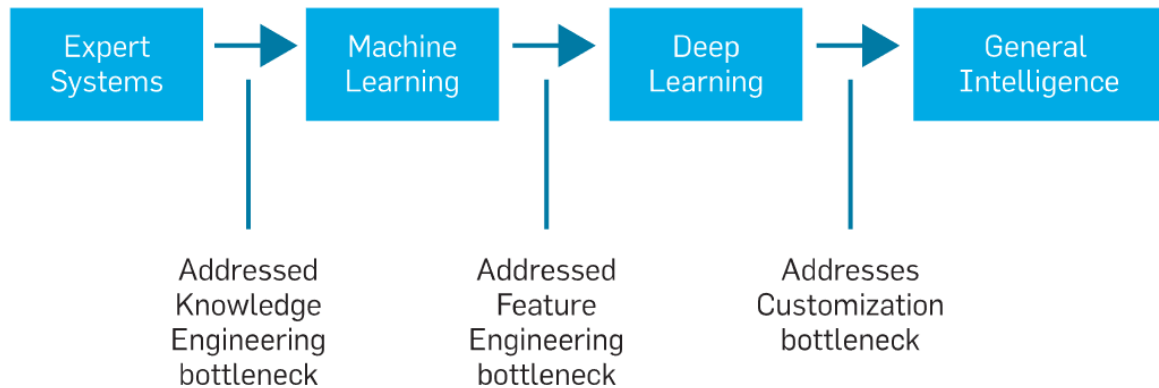 Expert
Systems
Machine
Learning
Deep
Learning
General
Intelligence
Addressed
Knowledge
Engineering
bottleneck
Addressed
Feature
Engineering
bottleneck
Addresses
Customization
bottleneck